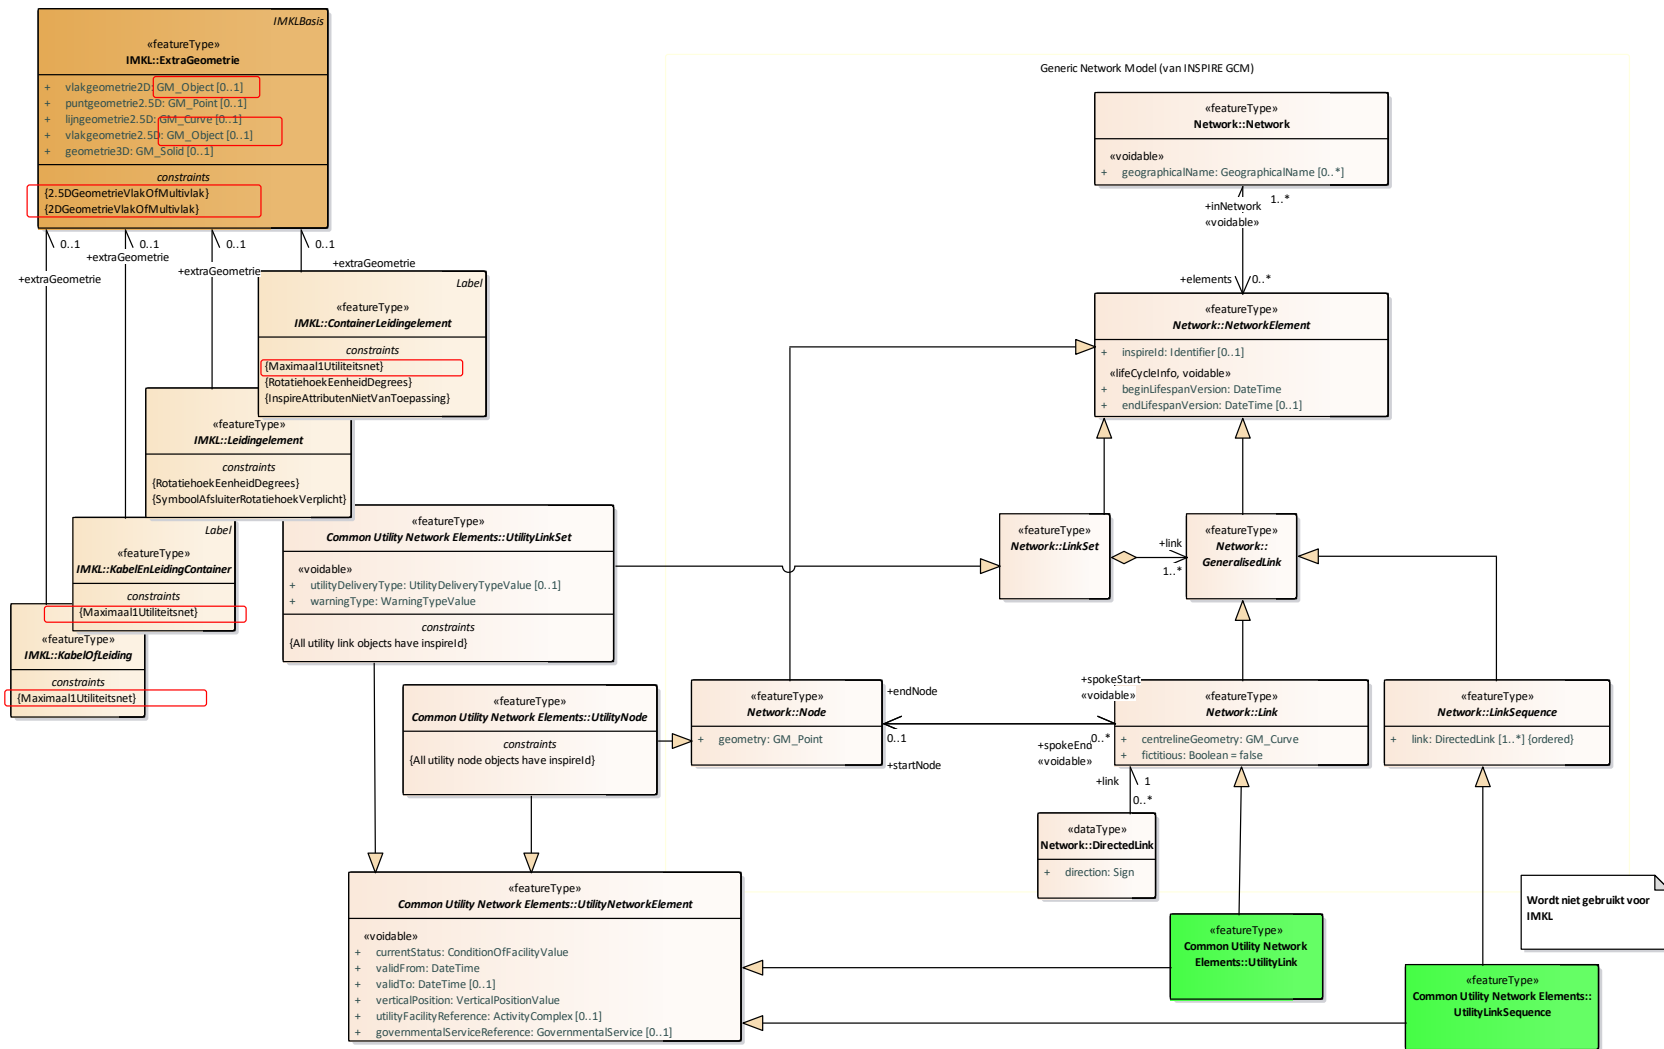 IMKLBasis
«featureType»
IMKL::ExtraGeometrie
+ vlakgeometrie2D: GM_Object [0..1]
+ puntgeometrie2.5D: GM_Point [0..1]
+ lijngeometrie2.5D: GM_Curve [0..1]
+ vlakgeometrie2.5D: GM_Object [0..1]
+ geometrie3D: GM_Solid [0..1]
constraints
{2.5DGeometrieVlakOfMultivlak}
{2DGeometrieVlakOfMultivlak}
0..1
0..1
0..1
0..1
+extraGeometrie
+extraGeometrie
+extraGeometrie
+extraGeometrie
Label
«featureType»
IMKL::ContainerLeidingelement
constraints
{Maximaal1Utiliteitsnet}
{RotatiehoekEenheidDegrees}
{InspireAttributenNietVanToepassing}
«featureType»
IMKL::Leidingelement
constraints
{RotatiehoekEenheidDegrees}
{SymboolAfsluiterRotatiehoekVerplicht}
Label
«featureType»
IMKL::KabelEnLeidingContainer
constraints
{Maximaal1Utiliteitsnet}
«featureType»
IMKL::KabelOfLeiding
constraints
{Maximaal1Utiliteitsnet}
Generic Network Model (van INSPIRE GCM)
«featureType»
Network::Network
«voidable»
+ geographicalName: GeographicalName [0..*]
+inNetwork
1..*
«voidable»
+elements
0..*
«featureType»
Network::NetworkElement
+ inspireId: Identifier [0..1]
«lifeCycleInfo, voidable»
+ beginLifespanVersion: DateTime
+ endLifespanVersion: DateTime [0..1]
«featureType»
Common Utility Network Elements::UtilityLinkSet
«voidable»
+ utilityDeliveryType: UtilityDeliveryTypeValue [0..1]
+ warningType: WarningTypeValue
constraints
{All utility link objects have inspireId}
«featureType»
Network::LinkSet
+link
1..*
«featureType»
Network::
GeneralisedLink
«featureType»
Common Utility Network Elements::UtilityNode
constraints
{All utility node objects have inspireId}
«featureType»
Network::Node
+ geometry: GM_Point
+endNode
0..1
+startNode
+spokeStart
«voidable»
0..*
+spokeEnd
«voidable»
«featureType»
Network::Link
+ centrelineGeometry: GM_Curve
+ fictitious: Boolean = false
«featureType»
Network::LinkSequence
+ link: DirectedLink [1..*] {ordered}
+link
1
0..*
«dataType»
Network::DirectedLink
+ direction: Sign
«featureType»
Common Utility Network Elements::UtilityNetworkElement
«voidable»
+ currentStatus: ConditionOfFacilityValue
+ validFrom: DateTime
+ validTo: DateTime [0..1]
+ verticalPosition: VerticalPositionValue
+ utilityFacilityReference: ActivityComplex [0..1]
+ governmentalServiceReference: GovernmentalService [0..1]
«featureType»
Common Utility Network
Elements::UtilityLink
Wordt niet gebruikt voor
IMKL
«featureType»
Common Utility Network Elements::
UtilityLinkSequence